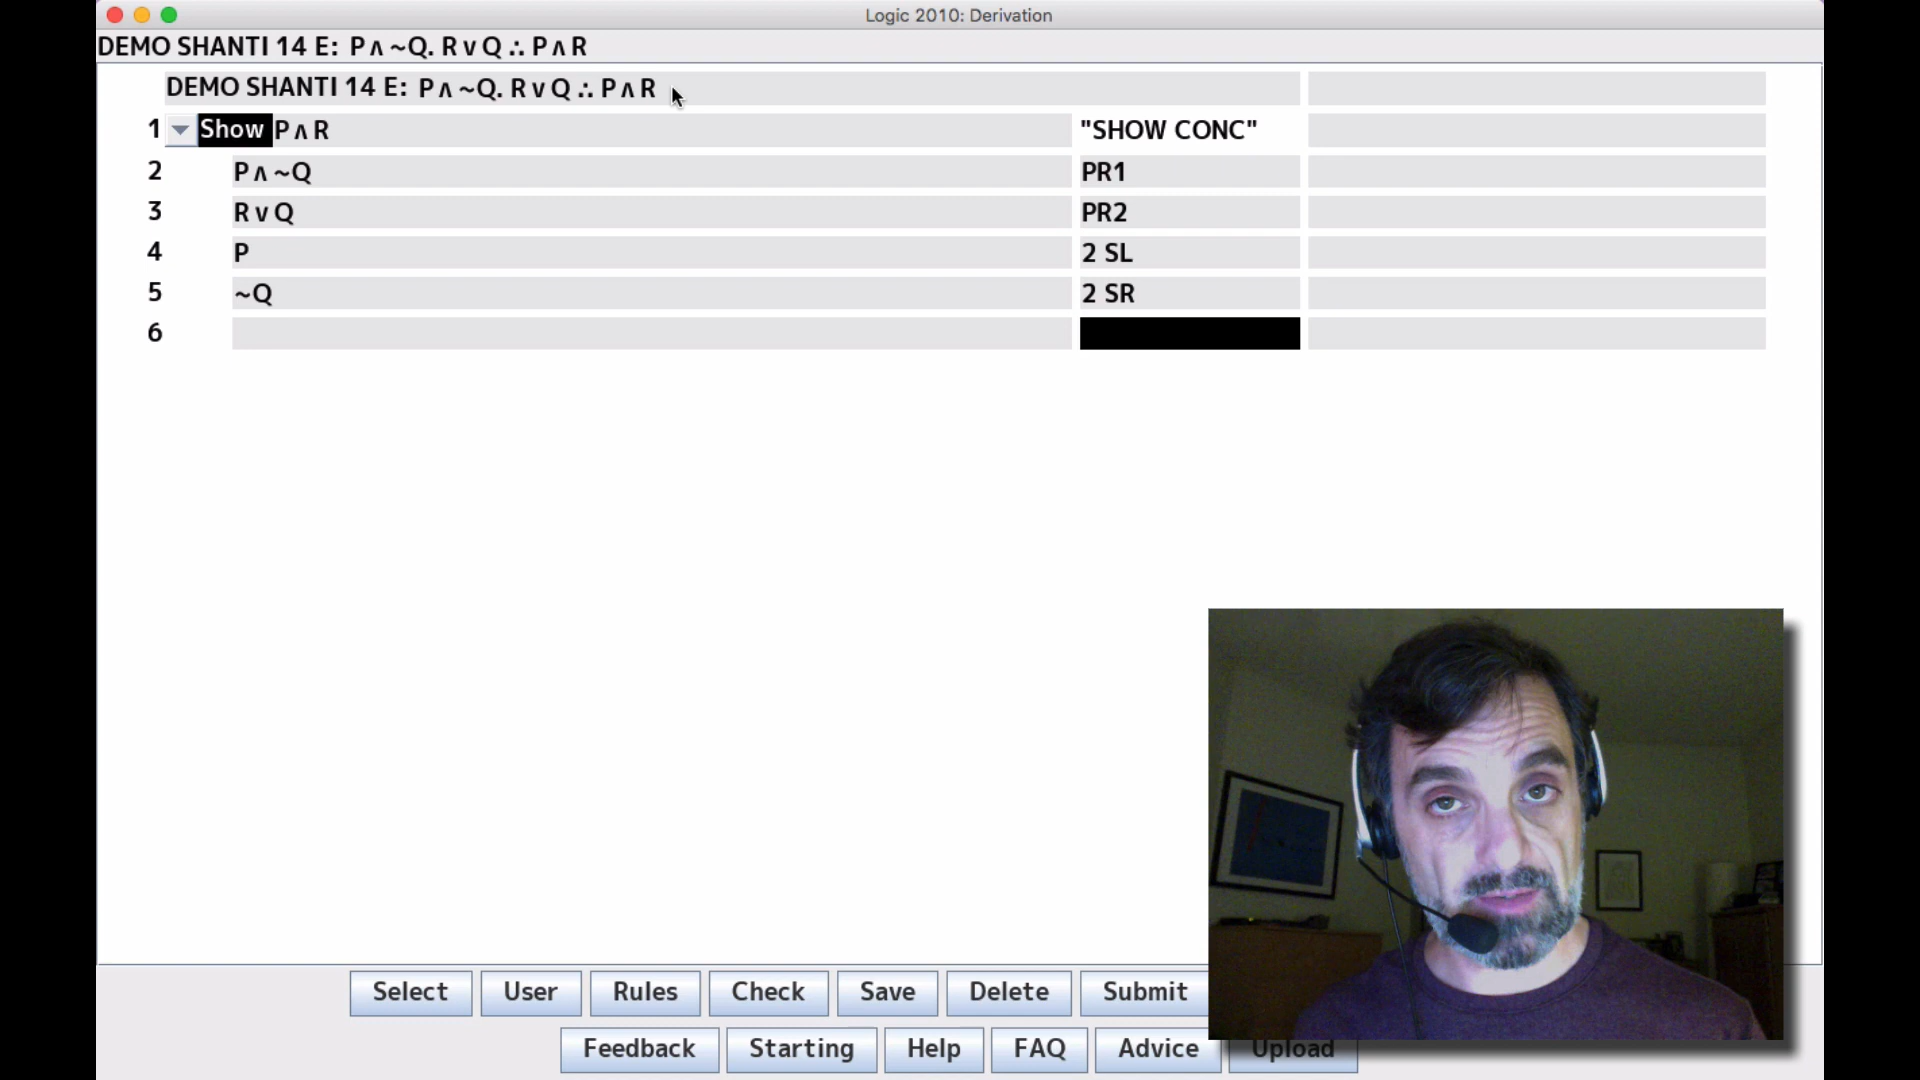 Logic 2010: Derivation
DEMO SHANTI 14 E: P ∧ ~Q. R ∨ Q ∴ P ∧ R
DEMO SHANTI 14 E: P ∧ ~Q. R ∨ Q ∴ P ∧ R
1 Show P ∧ R "SHOW CONC"
2 P ∧ ~Q PR1
3 R ∨ Q PR2
4 P 2 SL
5 ~Q 2 SR
6
Select User Rules Check Save Delete Submit
Feedback Starting Help FAQ Advice Upload